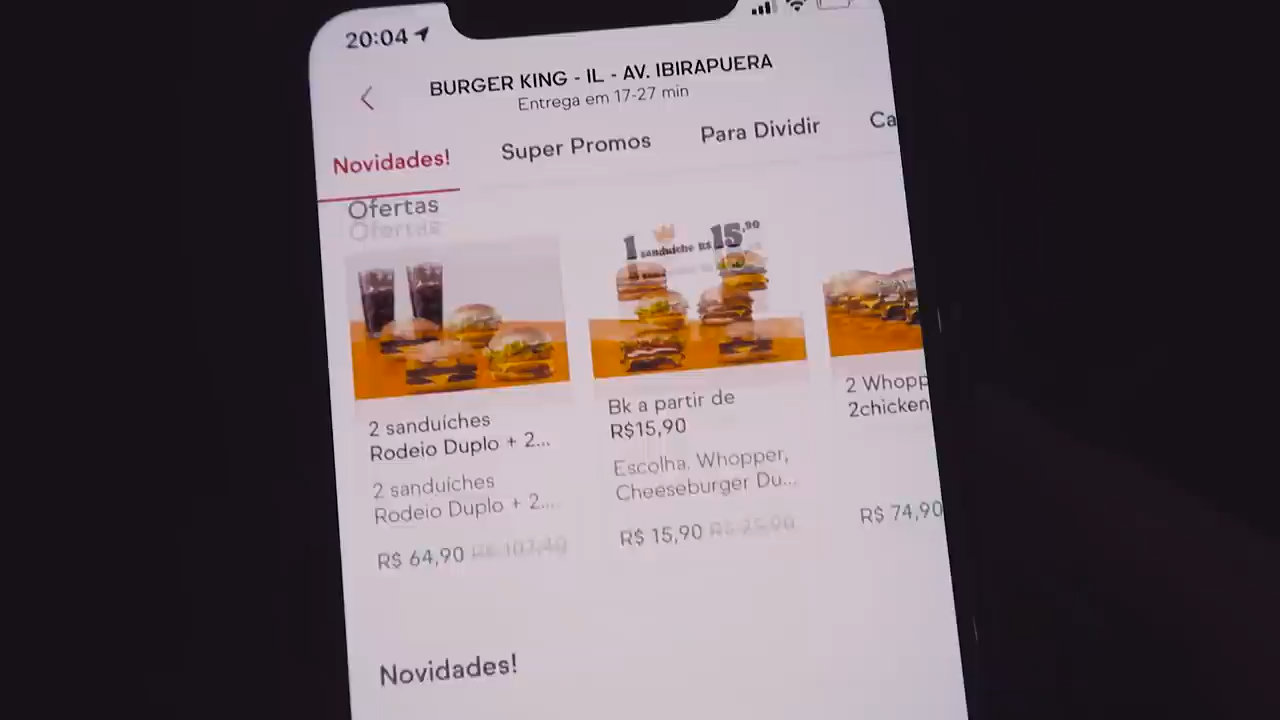 20:04
BURGER KING - IL - AV. IBIRAPUERA
Entrega em 17-27 min
Novidades!
Super Promos
Para Dividir
Ca
Ofertas
1 sanduíche R$ 15,90
2 sanduíches
Rodeio Duplo + 2...
2 sanduíches
Rodeio Duplo + 2...
R$ 64,90 R$ 107,40
Bk a partir de
R$15,90
Escolha, Whopper,
Cheeseburger Du...
R$ 15,90
2 Whopp
2chicken
R$ 74,90
Novidades!